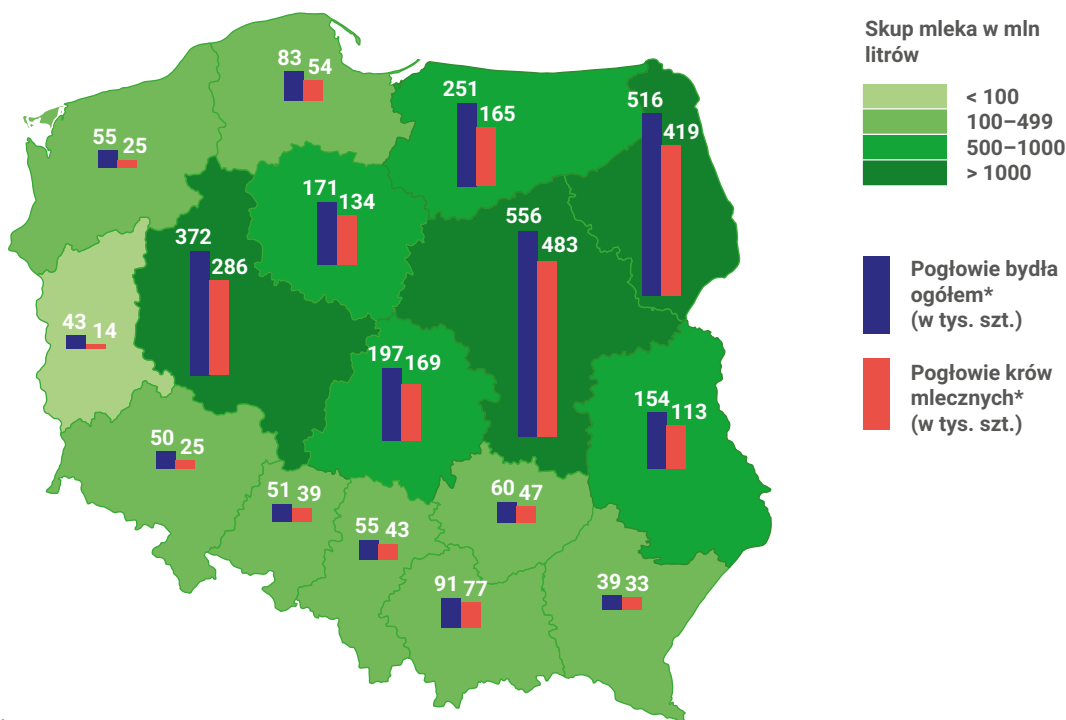 Skup mleka w mln
litrów
< 100
100–499
500–1000
> 1000
Pogłowie bydła
ogółem*
(w tys. szt.)
Pogłowie krów
mlecznych*
(w tys. szt.)
83 54
55 25
251 165
516 419
171 134
372 286
556 483
43 14
197 169
154 113
50 25
51 39
55 43
60 47
91 77
39 33